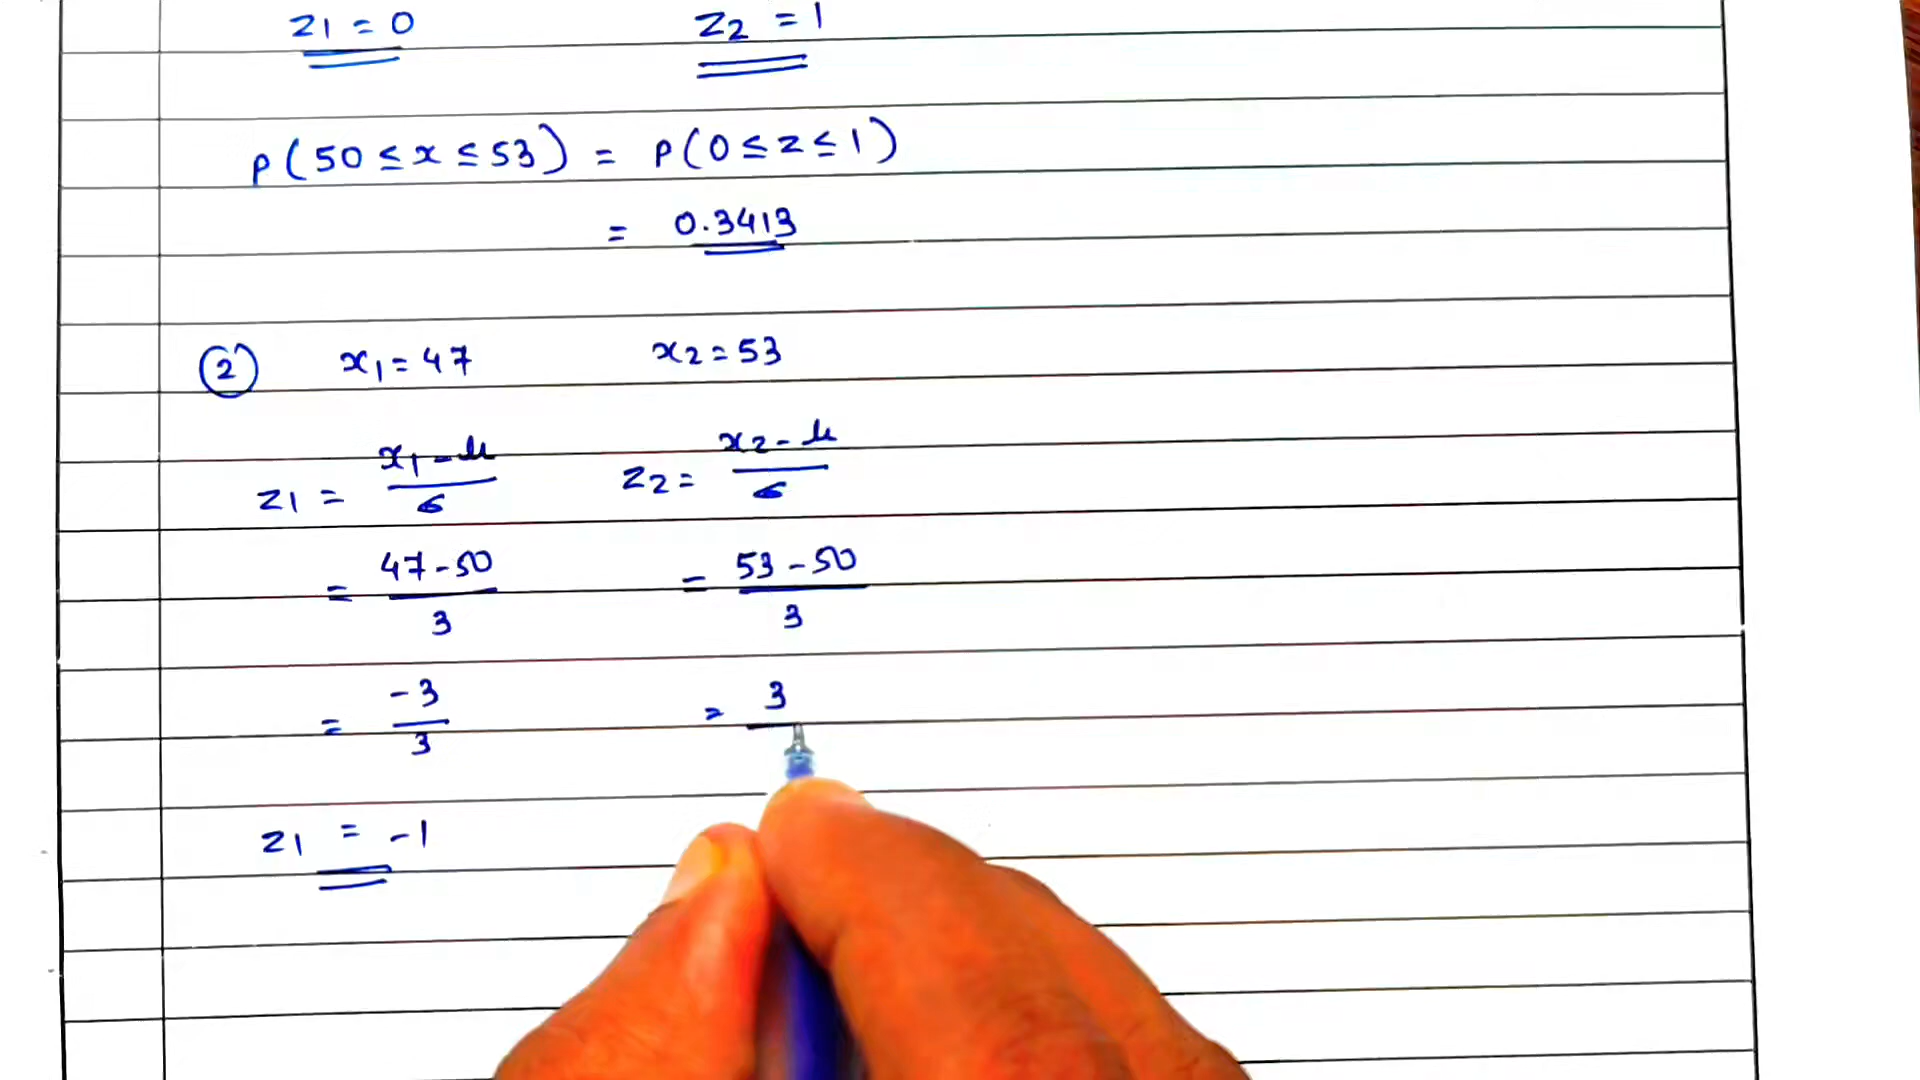 z1 = 0 z2 = 1
P(50 ≤ x ≤ 53) = P(0 ≤ z ≤ 1)
= 0.3413
② x1 = 47 x2 = 53
z1 = (x1 - μ)/σ z2 = (x2 - μ)/σ
= (47 - 50)/3 = (53 - 50)/3
= -3/3 = 3/
z1 = -1